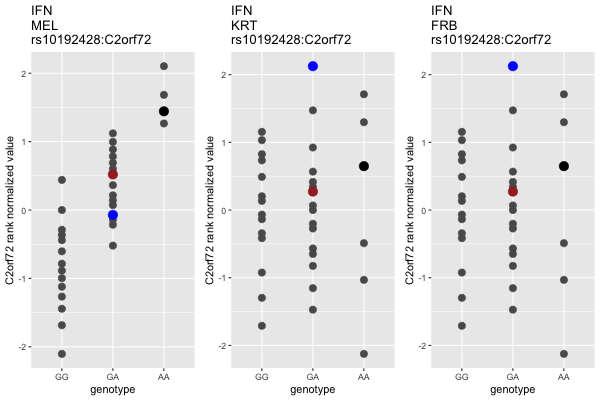 IFN
MEL
rs10192428:C2orf72
C2orf72 rank normalized value
2
1
0
-1
-2
GG GA AA
genotype
IFN
KRT
rs10192428:C2orf72
C2orf72 rank normalized value
2
1
0
-1
-2
GG GA AA
genotype
IFN
FRB
rs10192428:C2orf72
C2orf72 rank normalized value
2
1
0
-1
-2
GG GA AA
genotype